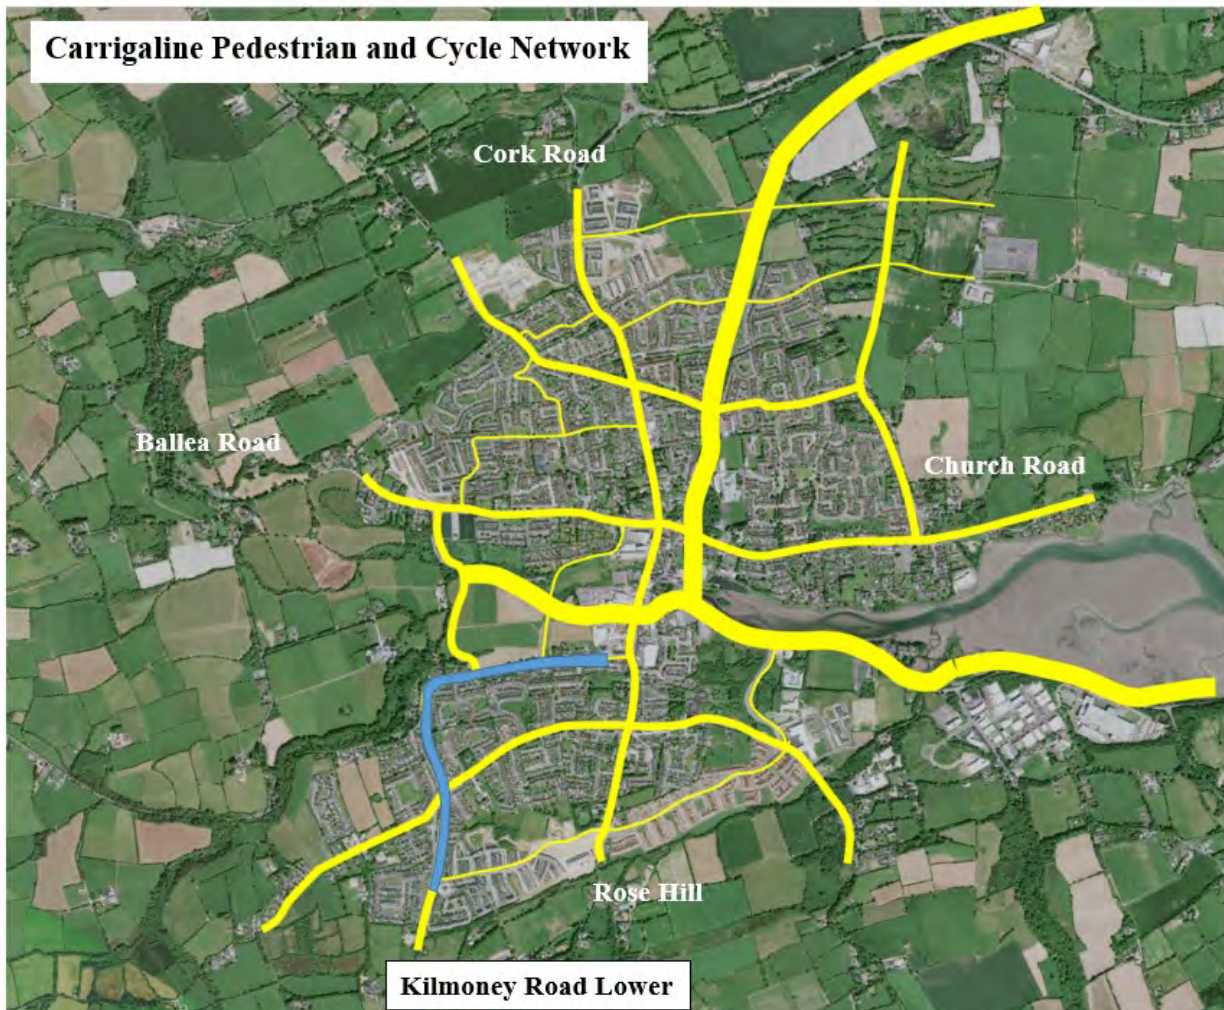 Carrigaline Pedestrian and Cycle Network
Cork Road
Ballea Road
Church Road
Rose Hill
Kilmoney Road Lower